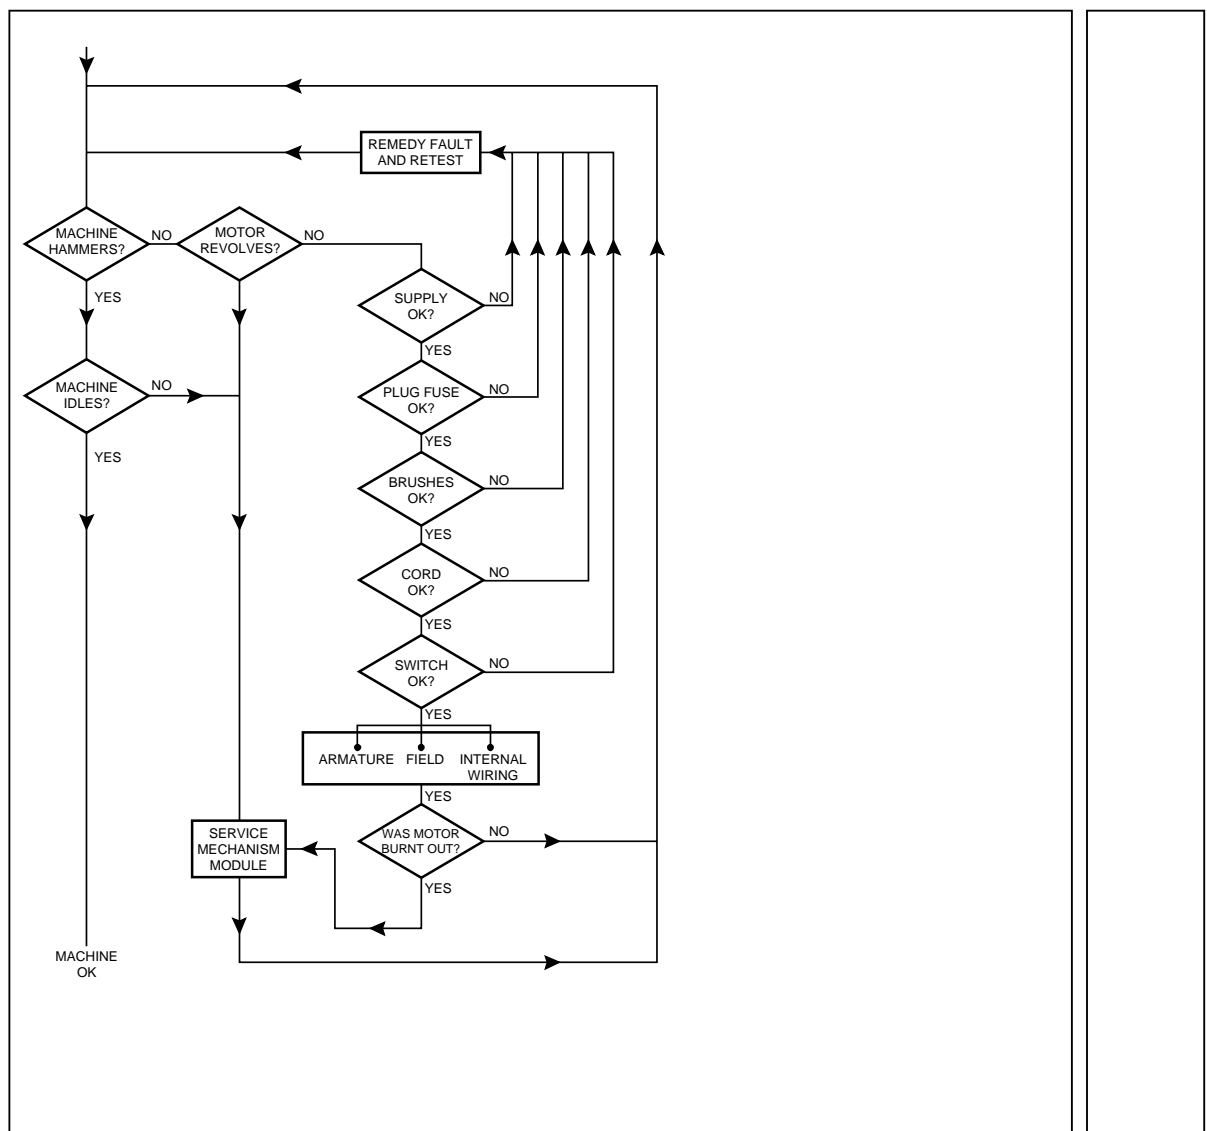 REMEDY FAULT
AND RETEST
MACHINE
HAMMERS?
NO
MOTOR
REVOLVES?
NO
YES
SUPPLY
OK?
NO
YES
MACHINE
IDLES?
NO
PLUG FUSE
OK?
NO
YES
YES
BRUSHES
OK?
NO
YES
CORD
OK?
NO
YES
SWITCH
OK?
NO
YES
ARMATURE FIELD INTERNAL
WIRING
YES
SERVICE
MECHANISM
MODULE
WAS MOTOR
BURNT OUT?
NO
YES
MACHINE
OK